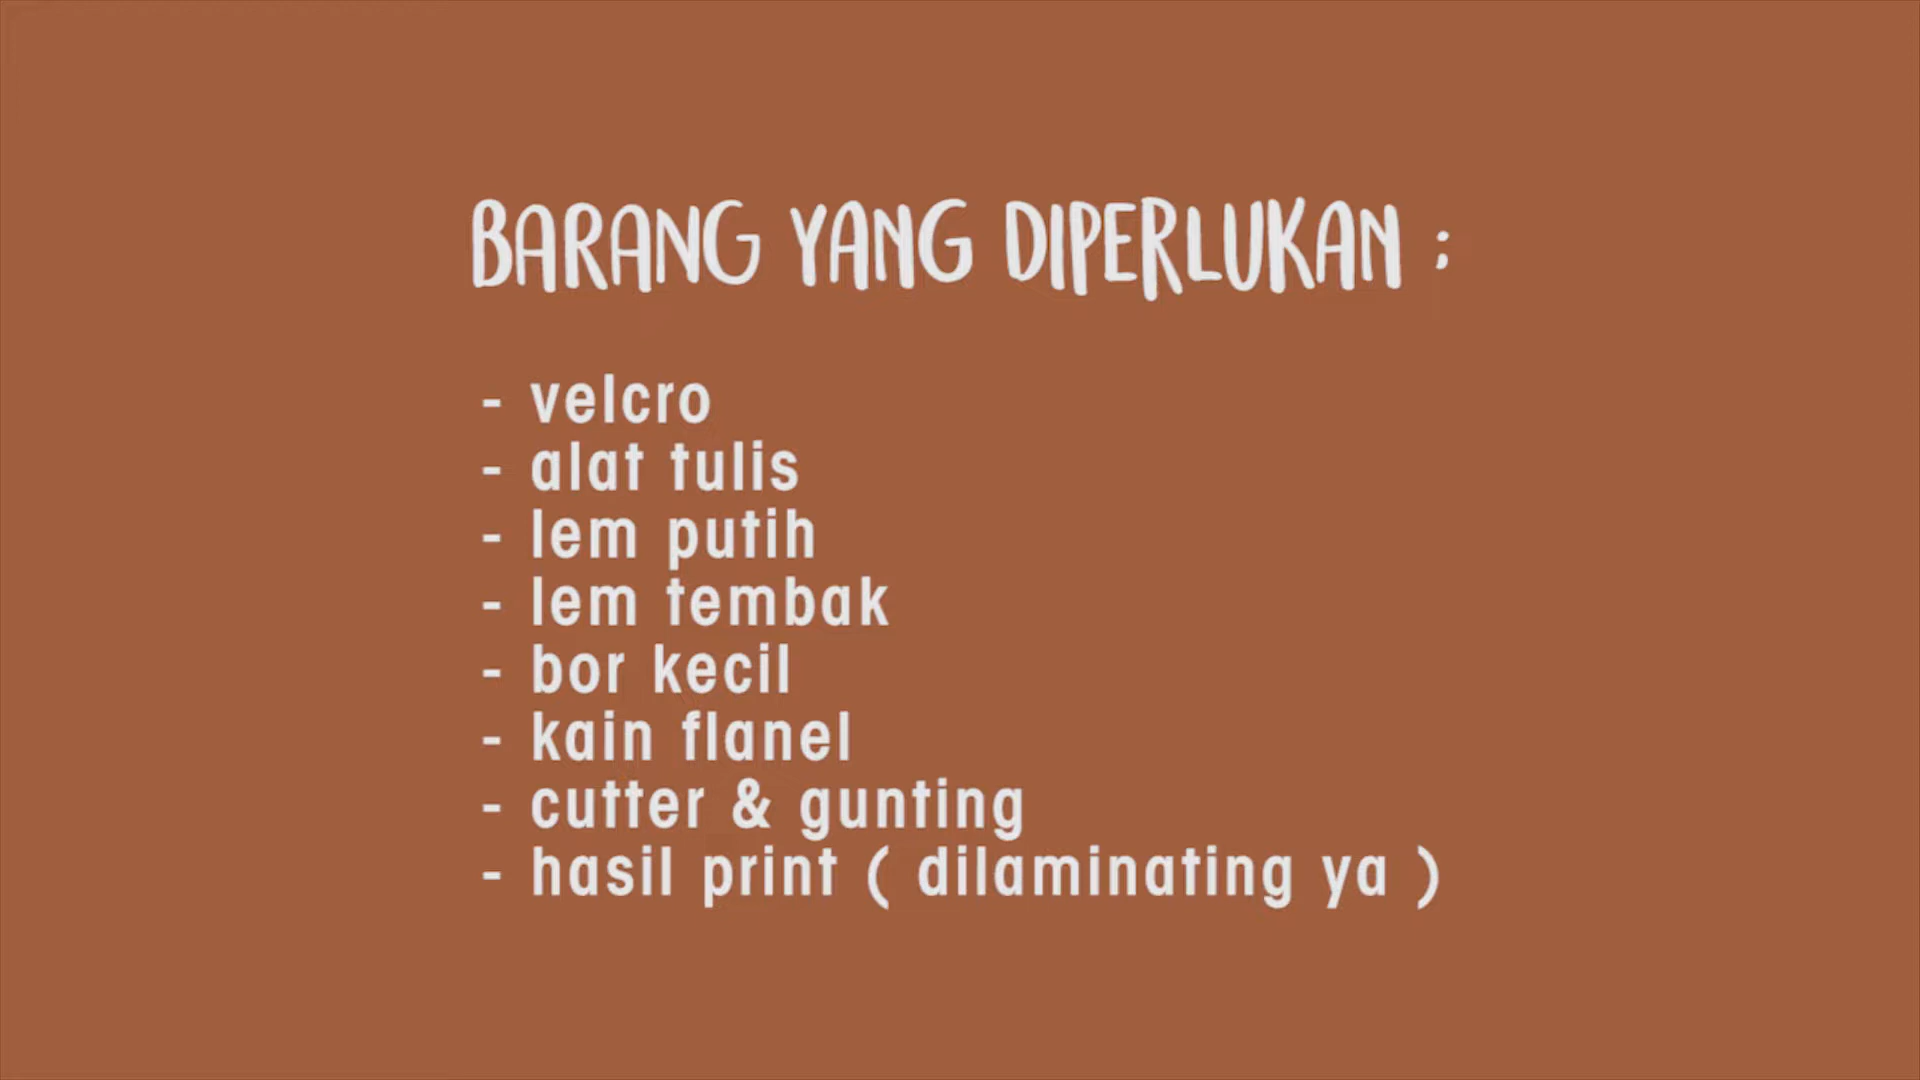 BARANG YANG DIPERLUKAN :
- velcro
- alat tulis
- lem putih
- lem tembak
- bor kecil
- kain flanel
- cutter & gunting
- hasil print ( dilaminating ya )